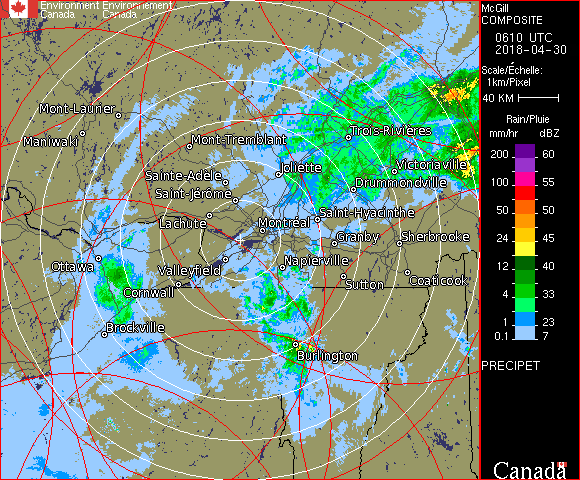 Environment Environnement
Canada Canada
Mont-Laurier
Maniwaki
Mont-Tremblant
Trois-Rivières
Sainte-Adèle
Joliette
Victoriaville
Saint-Jérôme
Drummondville
Lachute
Saint-Hyacinthe
Montréal
Granby
Sherbrooke
Ottawa
Valleyfield
Napierville
Cornwall
Sutton
Coaticook
Brockville
Burlington
McGill
COMPOSITE
0610 UTC
2018-04-30
Scale/Échelle:
1km/Pixel
40 KM
Rain/Pluie
mm/hr dBZ
200 60
100 55
50 50
24 45
12 40
4 33
1 23
0.1 7
PRECIPET
Canada